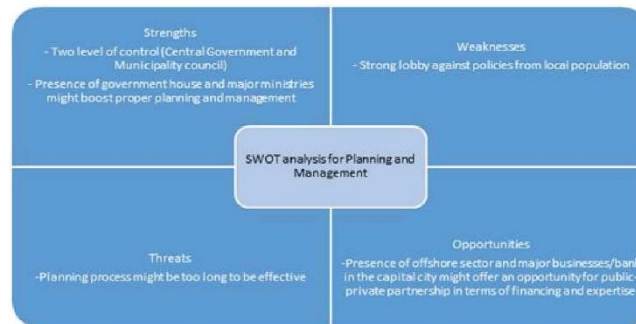 Strengths
- Two level of control (Central Government and
Municipality council)
- Presence of government house and major ministries
might boost proper planning and management
Weaknesses
- Strong lobby against policies from local population
SWOT analysis for Planning and
Management
Threats
-Planning process might be too long to be effective
Opportunities
-Presence of offshore sector and major businesses/bank
in the capital city might offer an opportunity for public-
private partnership in terms of financing and expertise